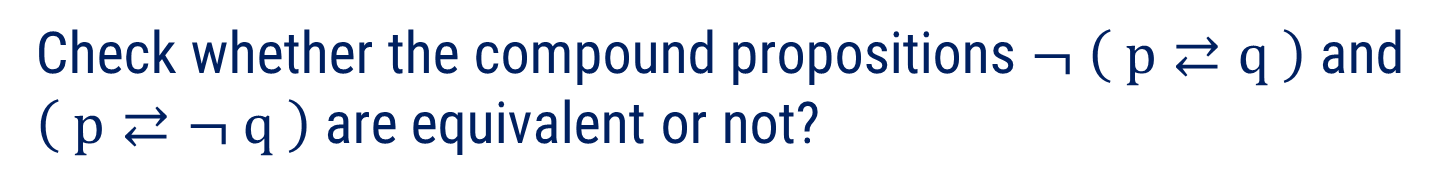 Check whether the compound propositions ¬ ( p ⇄ q ) and
( p ⇄ ¬ q ) are equivalent or not?